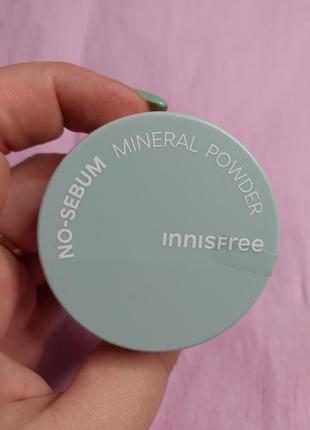 NO-SEBUM MINERAL POWDER
INNISFree